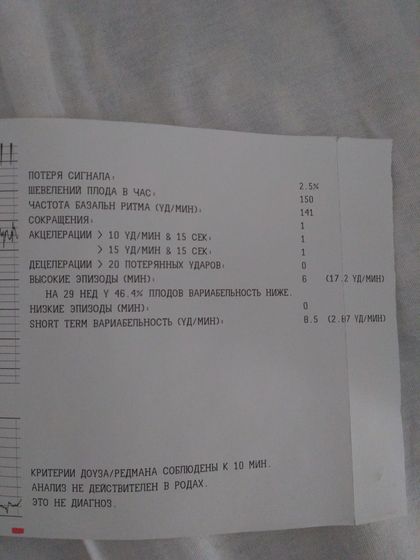 ПОТЕРЯ СИГНАЛА: 2.5%
ШЕВЕЛЕНИЙ ПЛОДА В ЧАС: 150
ЧАСТОТА БАЗАЛЬН РИТМА (УД/МИН): 141
СОКРАЩЕНИЯ: 1
АКЦЕЛЕРАЦИИ > 10 УД/МИН & 15 СЕК: 1
> 15 УД/МИН & 15 СЕК: 1
ДЕЦЕЛЕРАЦИИ > 20 ПОТЕРЯННЫХ УДАРОВ: 0
ВЫСОКИЕ ЭПИЗОДЫ (МИН): 6 (17.2 УД/МИН)
НА 29 НЕД У 46.4% ПЛОДОВ ВАРИАБЕЛЬНОСТЬ НИЖЕ.
НИЗКИЕ ЭПИЗОДЫ (МИН): 0
SHORT TERM ВАРИАБЕЛЬНОСТЬ (УД/МИН): 8.5 (2.87 УД/МИН)
КРИТЕРИИ ДОУЗА/РЕДМАНА СОБЛЮДЕНЫ К 10 МИН.
АНАЛИЗ НЕ ДЕЙСТВИТЕЛЕН В РОДАХ.
ЭТО НЕ ДИАГНОЗ.